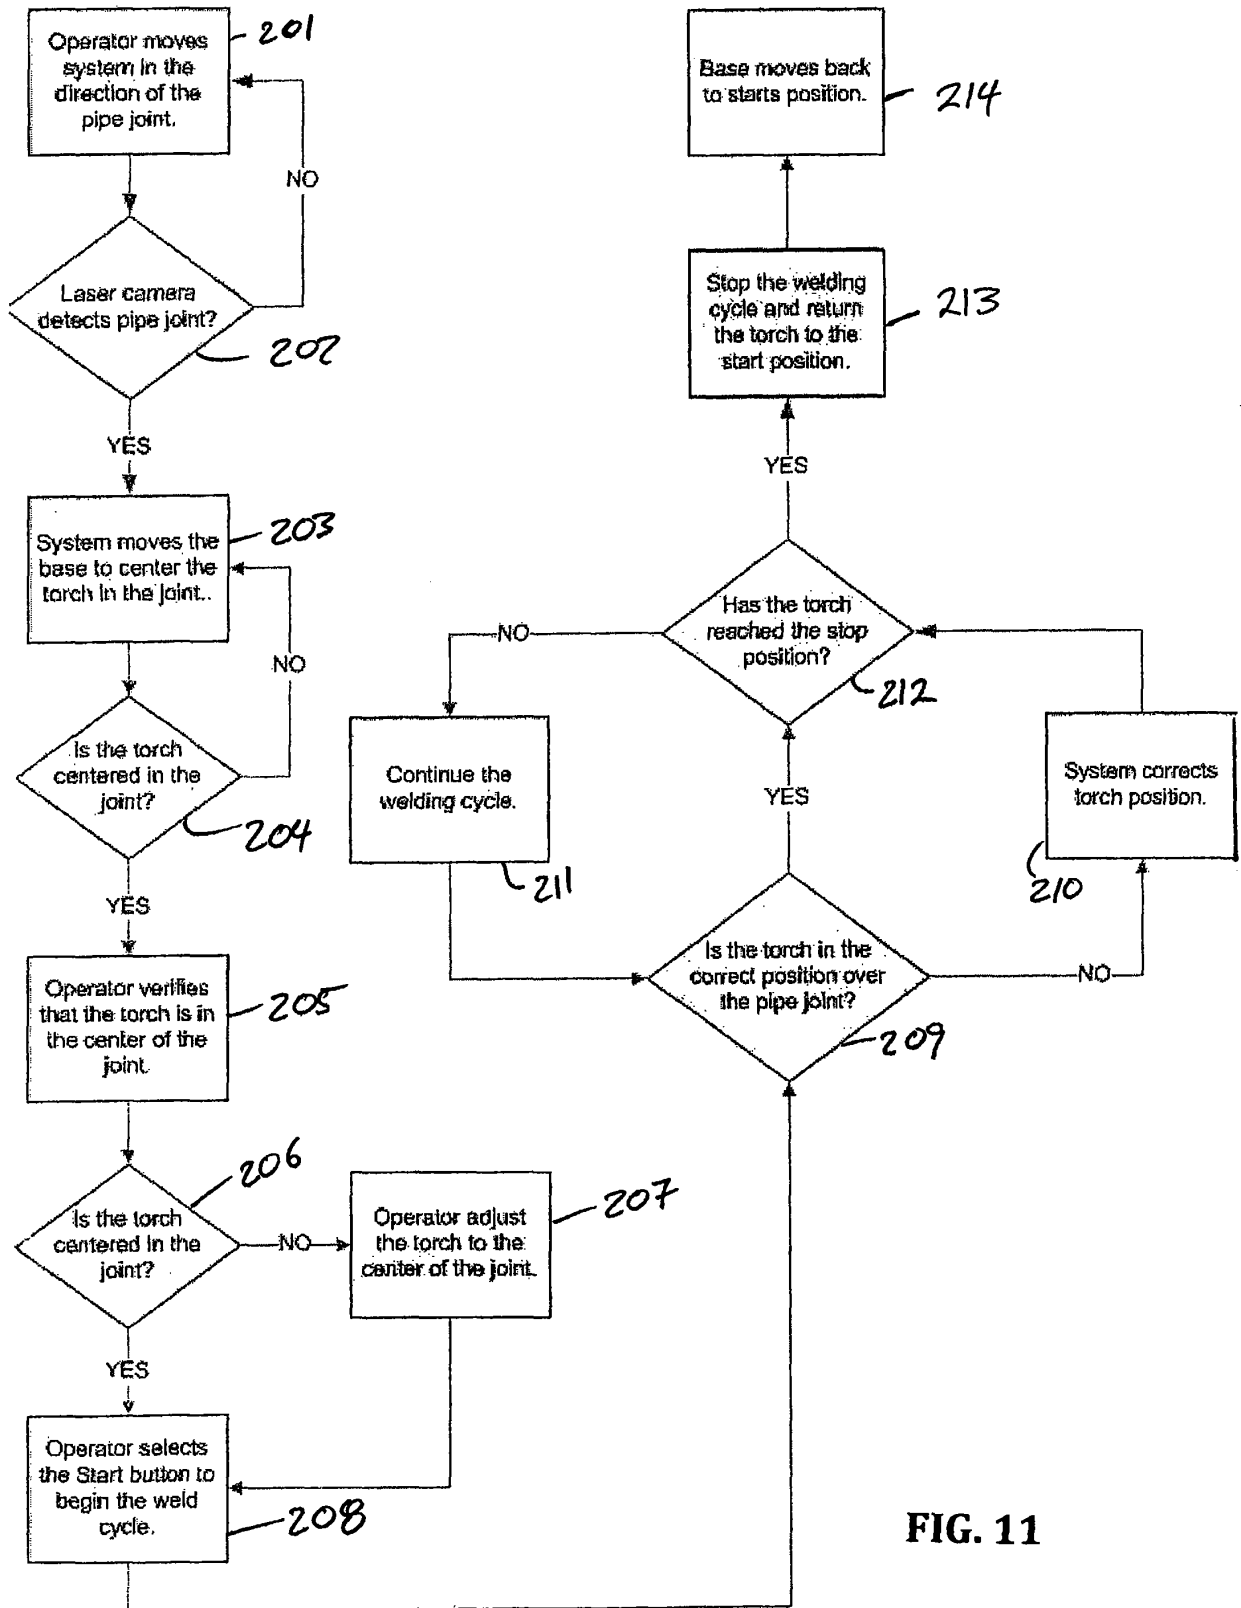 Operator moves
system in the
direction of the
pipe joint.
201
NO
Laser camera
detects pipe joint?
202
YES
System moves the
base to center the
torch in the joint..
203
NO
Is the torch
centered in the
joint?
204
YES
Operator verifies
that the torch is in
the center of the
joint.
205
Is the torch
centered in the
joint?
206
NO
Operator adjust
the torch to the
center of the joint.
207
YES
Operator selects
the Start button to
begin the weld
cycle.
208
Base moves back
to starts position.
214
Stop the welding
cycle and return
the torch to the
start position.
213
YES
Has the torch
reached the stop
position?
212
NO
Continue the
welding cycle.
211
YES
System corrects
torch position.
210
Is the torch in the
correct position over
the pipe joint?
209
NO
FIG. 11